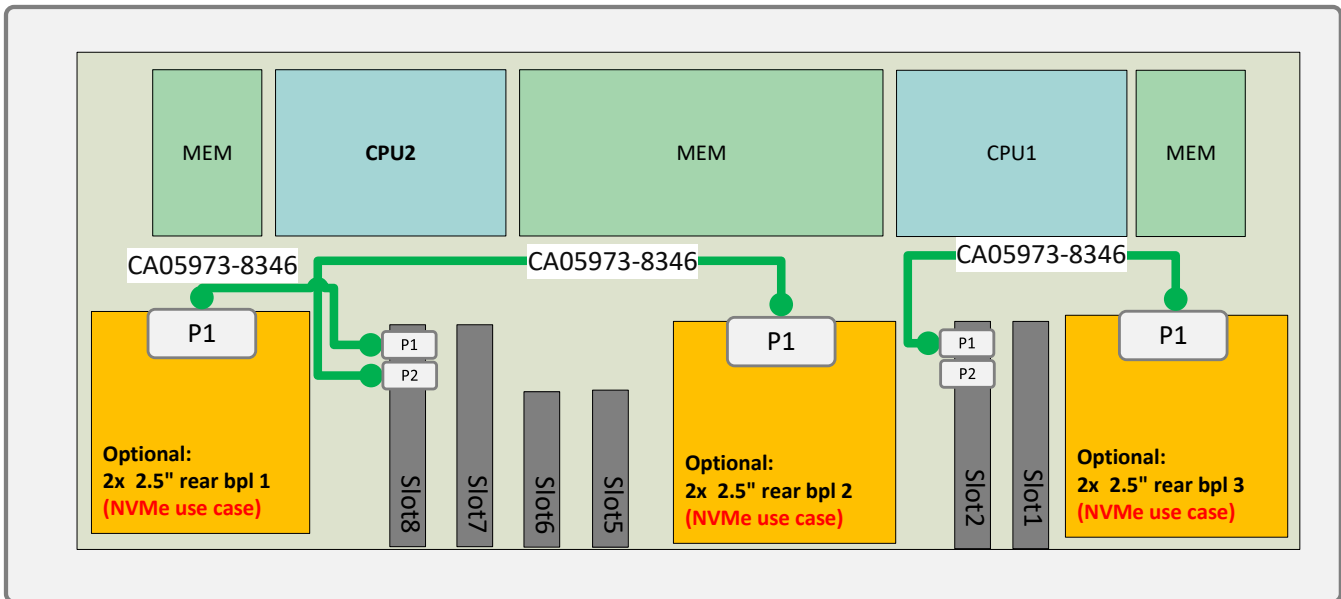 MEM
CPU2
MEM
CPU1
MEM
CA05973-8346
CA05973-8346
CA05973-8346
P1
P1
P2
P1
P1
P2
P1
Optional:
2x 2.5" rear bpl 1
(NVMe use case)
Slot8
Slot7
Slot6
Slot5
Optional:
2x 2.5" rear bpl 2
(NVMe use case)
Slot2
Slot1
Optional:
2x 2.5" rear bpl 3
(NVMe use case)